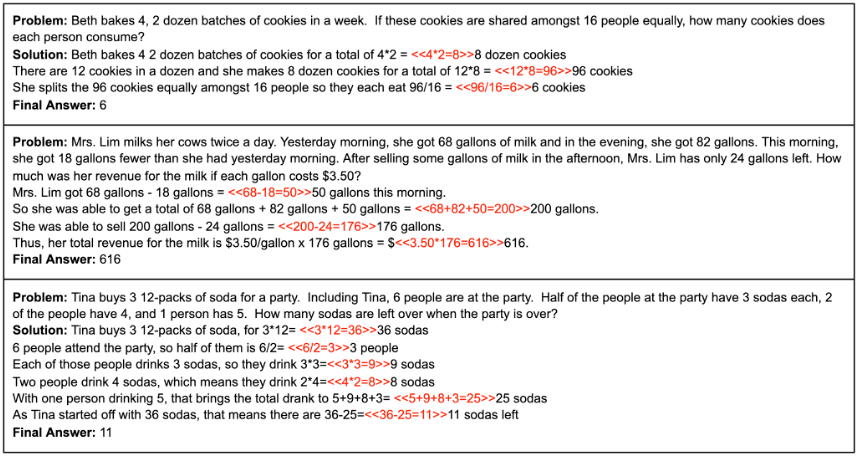 Problem: Beth bakes 4, 2 dozen batches of cookies in a week. If these cookies are shared amongst 16 people equally, how many cookies does
each person consume?
Solution: Beth bakes 4 2 dozen batches of cookies for a total of 4*2 = <<4*2=8>>8 dozen cookies
There are 12 cookies in a dozen and she makes 8 dozen cookies for a total of 12*8 = <<12*8=96>>96 cookies
She splits the 96 cookies equally amongst 16 people so they each eat 96/16 = <<96/16=6>>6 cookies
Final Answer: 6
Problem: Mrs. Lim milks her cows twice a day. Yesterday morning, she got 68 gallons of milk and in the evening, she got 82 gallons. This morning,
she got 18 gallons fewer than she had yesterday morning. After selling some gallons of milk in the afternoon, Mrs. Lim has only 24 gallons left. How
much was her revenue for the milk if each gallon costs $3.50?
Mrs. Lim got 68 gallons - 18 gallons = <<68-18=50>>50 gallons this morning.
So she was able to get a total of 68 gallons + 82 gallons + 50 gallons = <<68+82+50=200>>200 gallons.
She was able to sell 200 gallons - 24 gallons = <<200-24=176>>176 gallons.
Thus, her total revenue for the milk is $3.50/gallon x 176 gallons = $<<3.50*176=616>>616.
Final Answer: 616
Problem: Tina buys 3 12-packs of soda for a party. Including Tina, 6 people are at the party. Half of the people at the party have 3 sodas each, 2
of the people have 4, and 1 person has 5. How many sodas are left over when the party is over?
Solution: Tina buys 3 12-packs of soda, for 3*12= <<3*12=36>>36 sodas
6 people attend the party, so half of them is 6/2= <<6/2=3>>3 people
Each of those people drinks 3 sodas, so they drink 3*3=<<3*3=9>>9 sodas
Two people drink 4 sodas, which means they drink 2*4=<<4*2=8>>8 sodas
With one person drinking 5, that brings the total drank to 5+9+8+3= <<5+9+8+3=25>>25 sodas
As Tina started off with 36 sodas, that means there are 36-25=<<36-25=11>>11 sodas left
Final Answer: 11